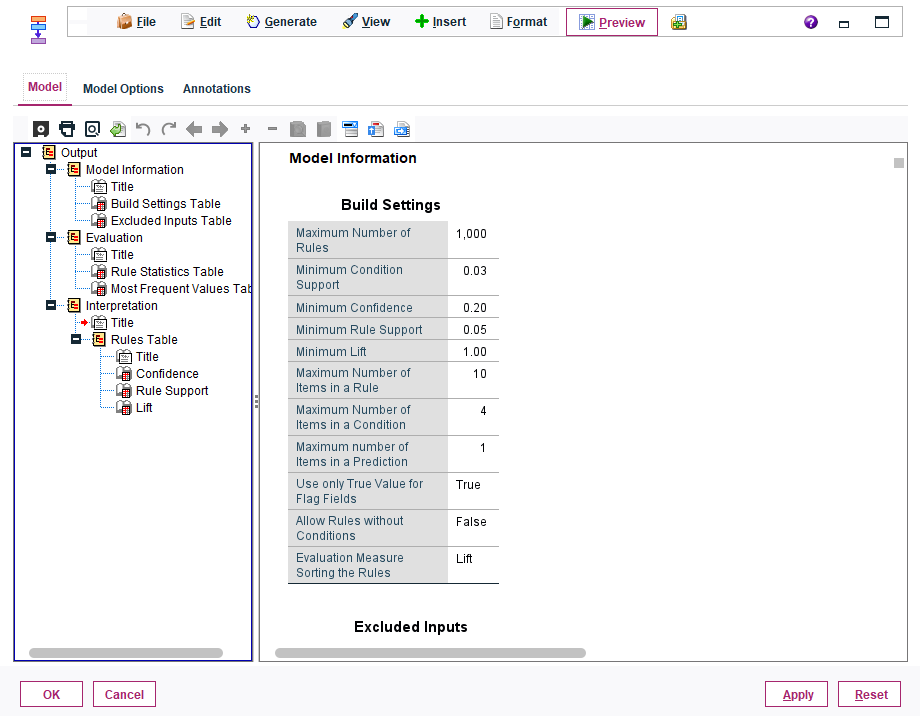 File Edit Generate View Insert Format Preview
Model Model Options Annotations
Output
Model Information
Title
Build Settings Table
Excluded Inputs Table
Evaluation
Title
Rule Statistics Table
Most Frequent Values Tab
Interpretation
Title
Rules Table
Title
Confidence
Rule Support
Lift
Model Information
Build Settings
Maximum Number of
Rules
1,000
Minimum Condition
Support
0.03
Minimum Confidence 0.20
Minimum Rule Support 0.05
Minimum Lift 1.00
Maximum Number of
Items in a Rule
10
Maximum Number of
Items in a Condition
4
Maximum number of
Items in a Prediction
1
Use only True Value for
Flag Fields
True
Allow Rules without
Conditions
False
Evaluation Measure
Sorting the Rules
Lift
Excluded Inputs
OK Cancel Apply Reset